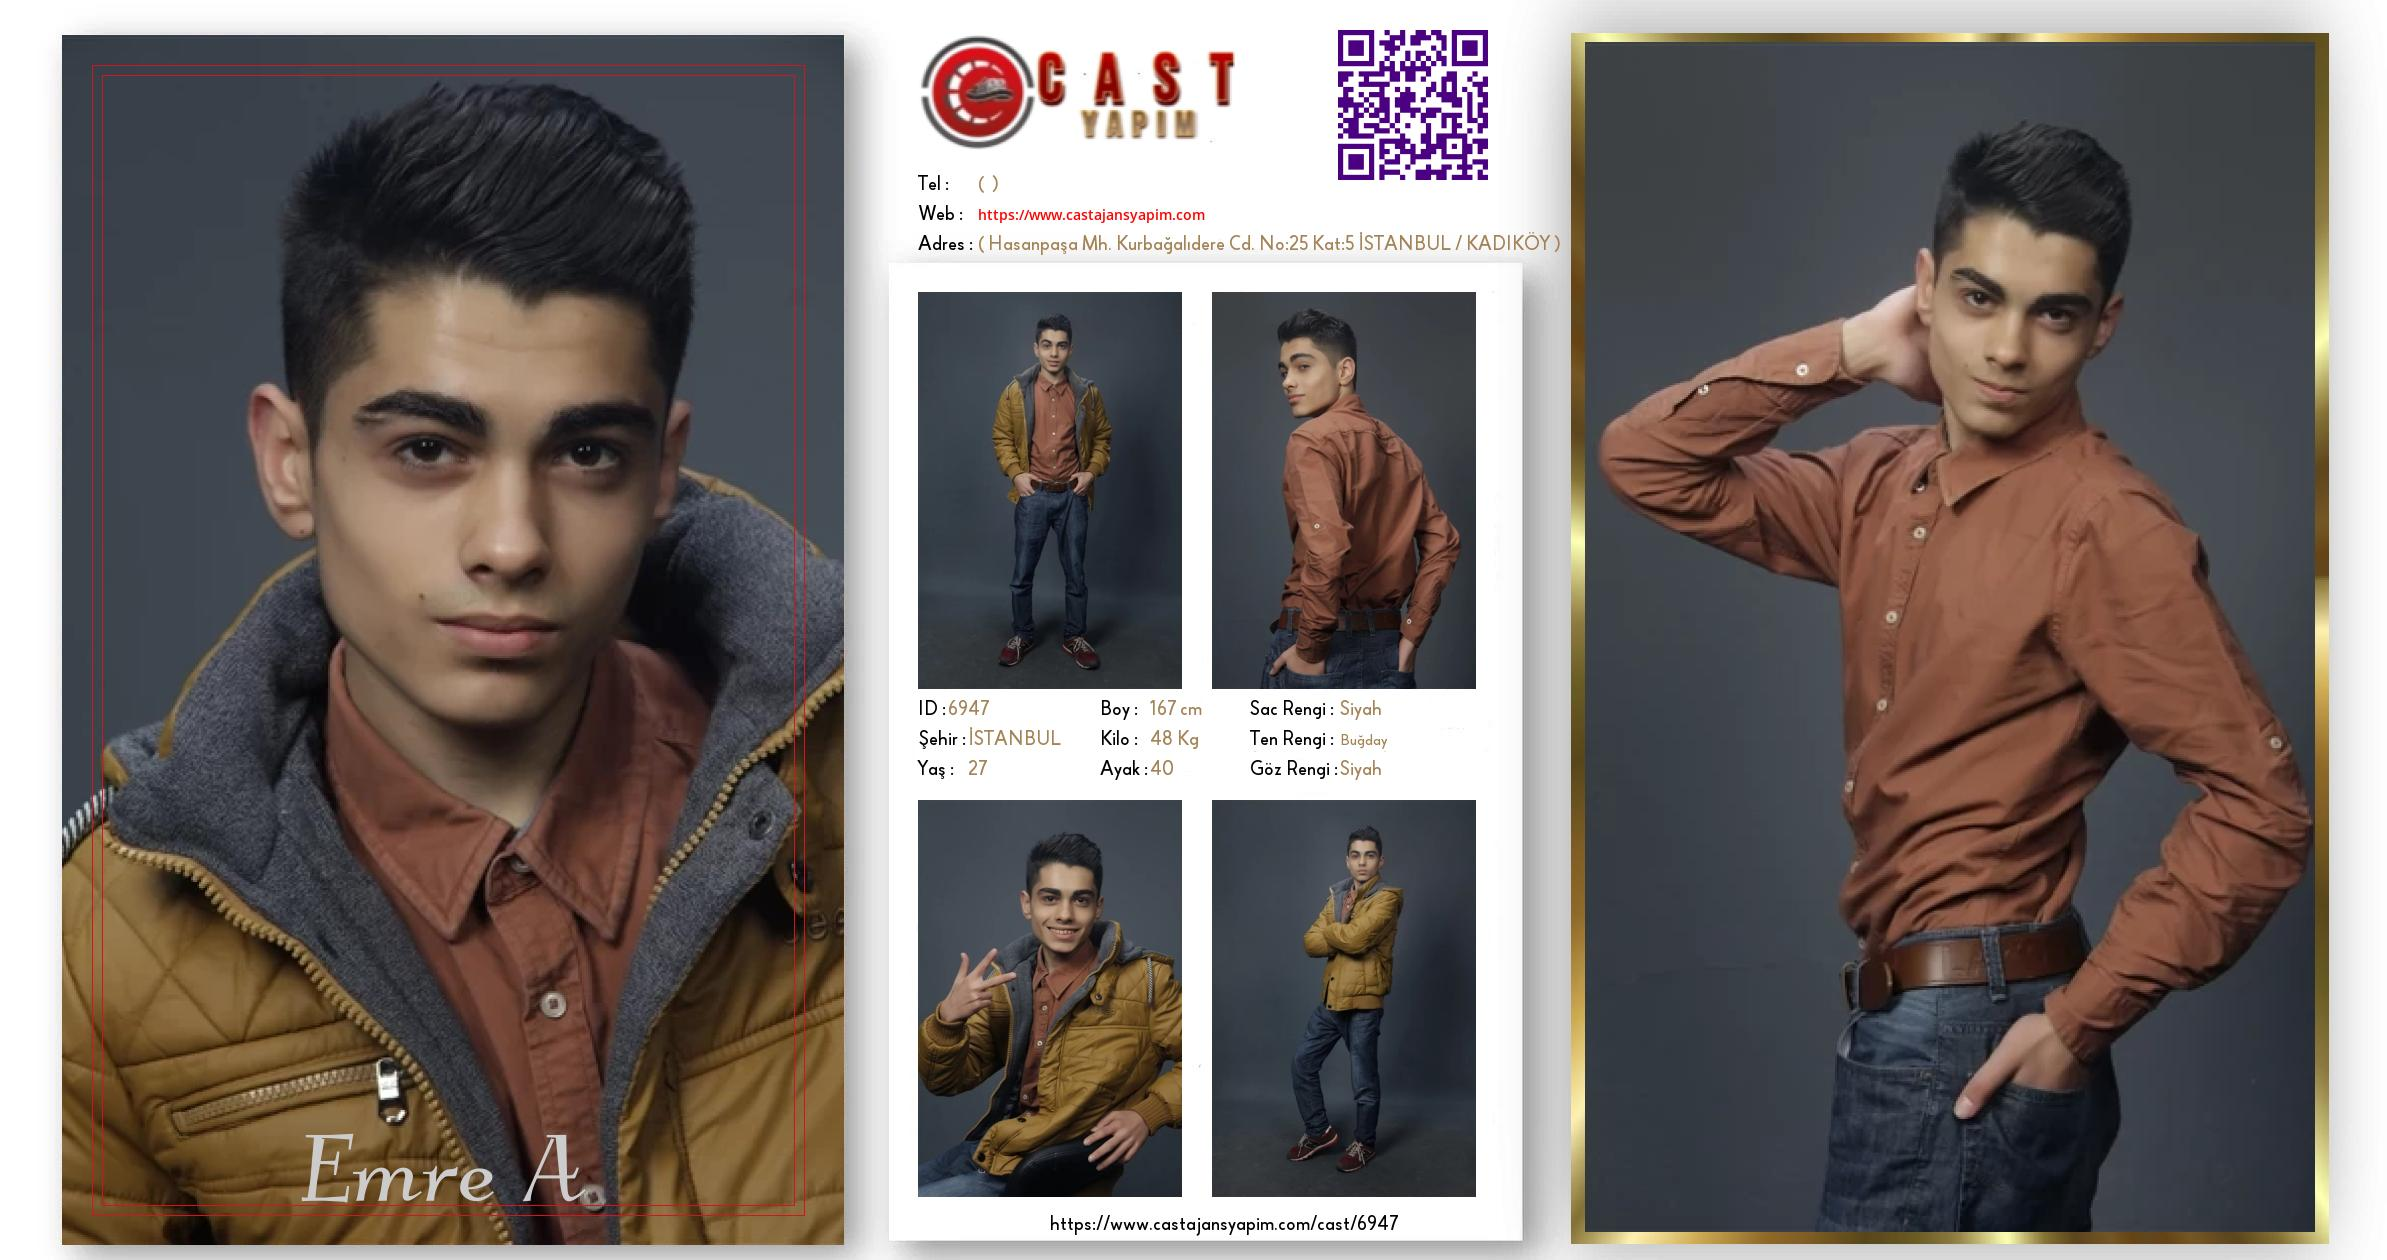 Emre A
CAST
YAPIM
Tel : ( )
Web : https://www.castajansyapim.com
Adres : ( Hasanpaşa Mh. Kurbağalıdere Cd. No:25 Kat:5 İSTANBUL / KADIKÖY )
ID : 6947 Boy : 167 cm Sac Rengi : Siyah
Şehir : İSTANBUL Kilo : 48 Kg Ten Rengi : Buğday
Yaş : 27 Ayak : 40 Göz Rengi : Siyah
https://www.castajansyapim.com/cast/6947